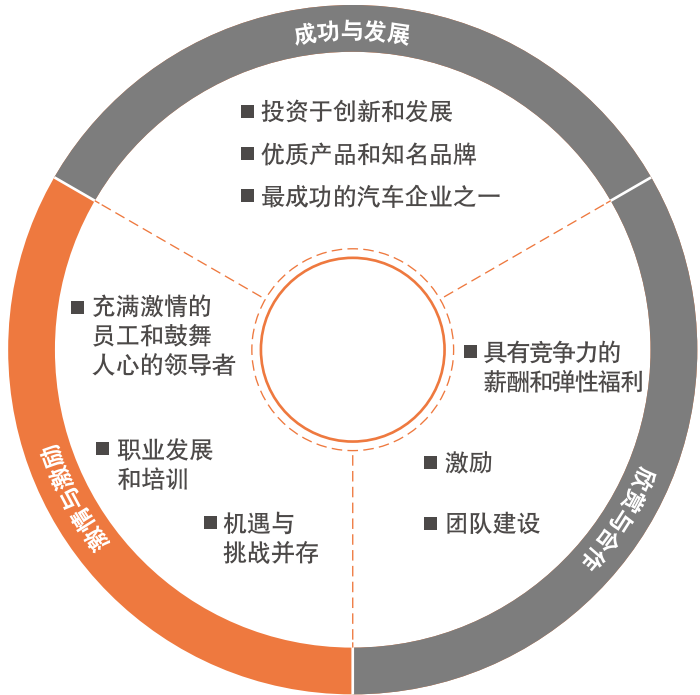 成功与发展
投资于创新和发展
优质产品和知名品牌
最成功的汽车企业之一
充满激情的
员工和鼓舞
人心的领导者
职业发展
和培训
机遇与
挑战并存
激情与激励
具有竞争力的
薪酬和弹性福利
激励
团队建设
欣赏与合作